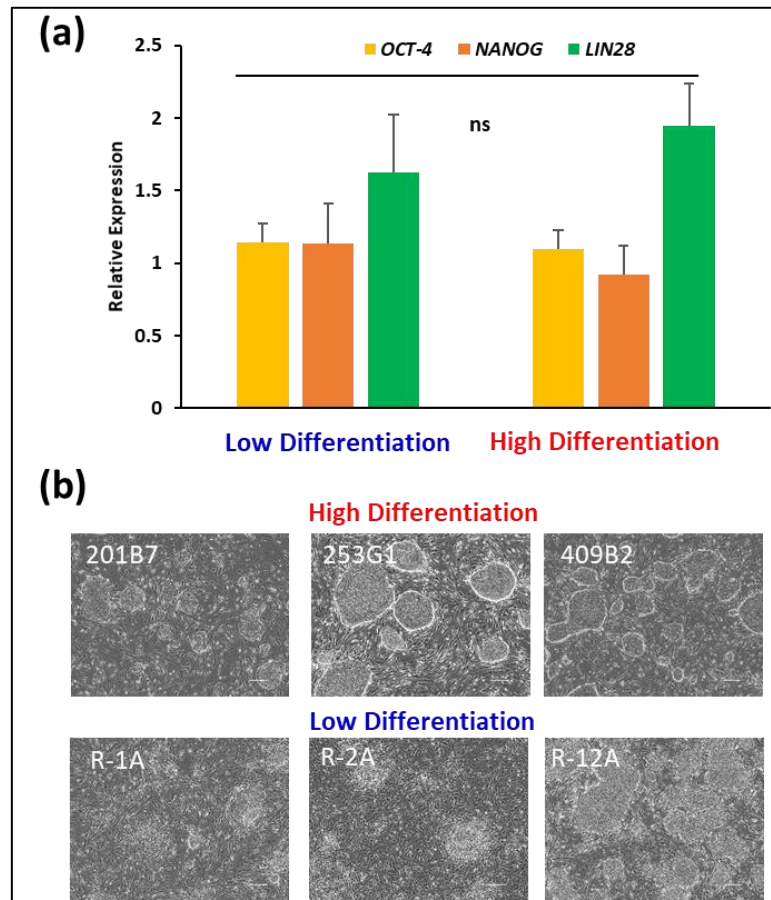 (a)
2.5
OCT-4 NANOG LIN28
2
ns
1.5
1
0.5
0
Relative Expression
Low Differentiation High Differentiation
(b)
High Differentiation
201B7 253G1 409B2
Low Differentiation
R-1A R-2A R-12A